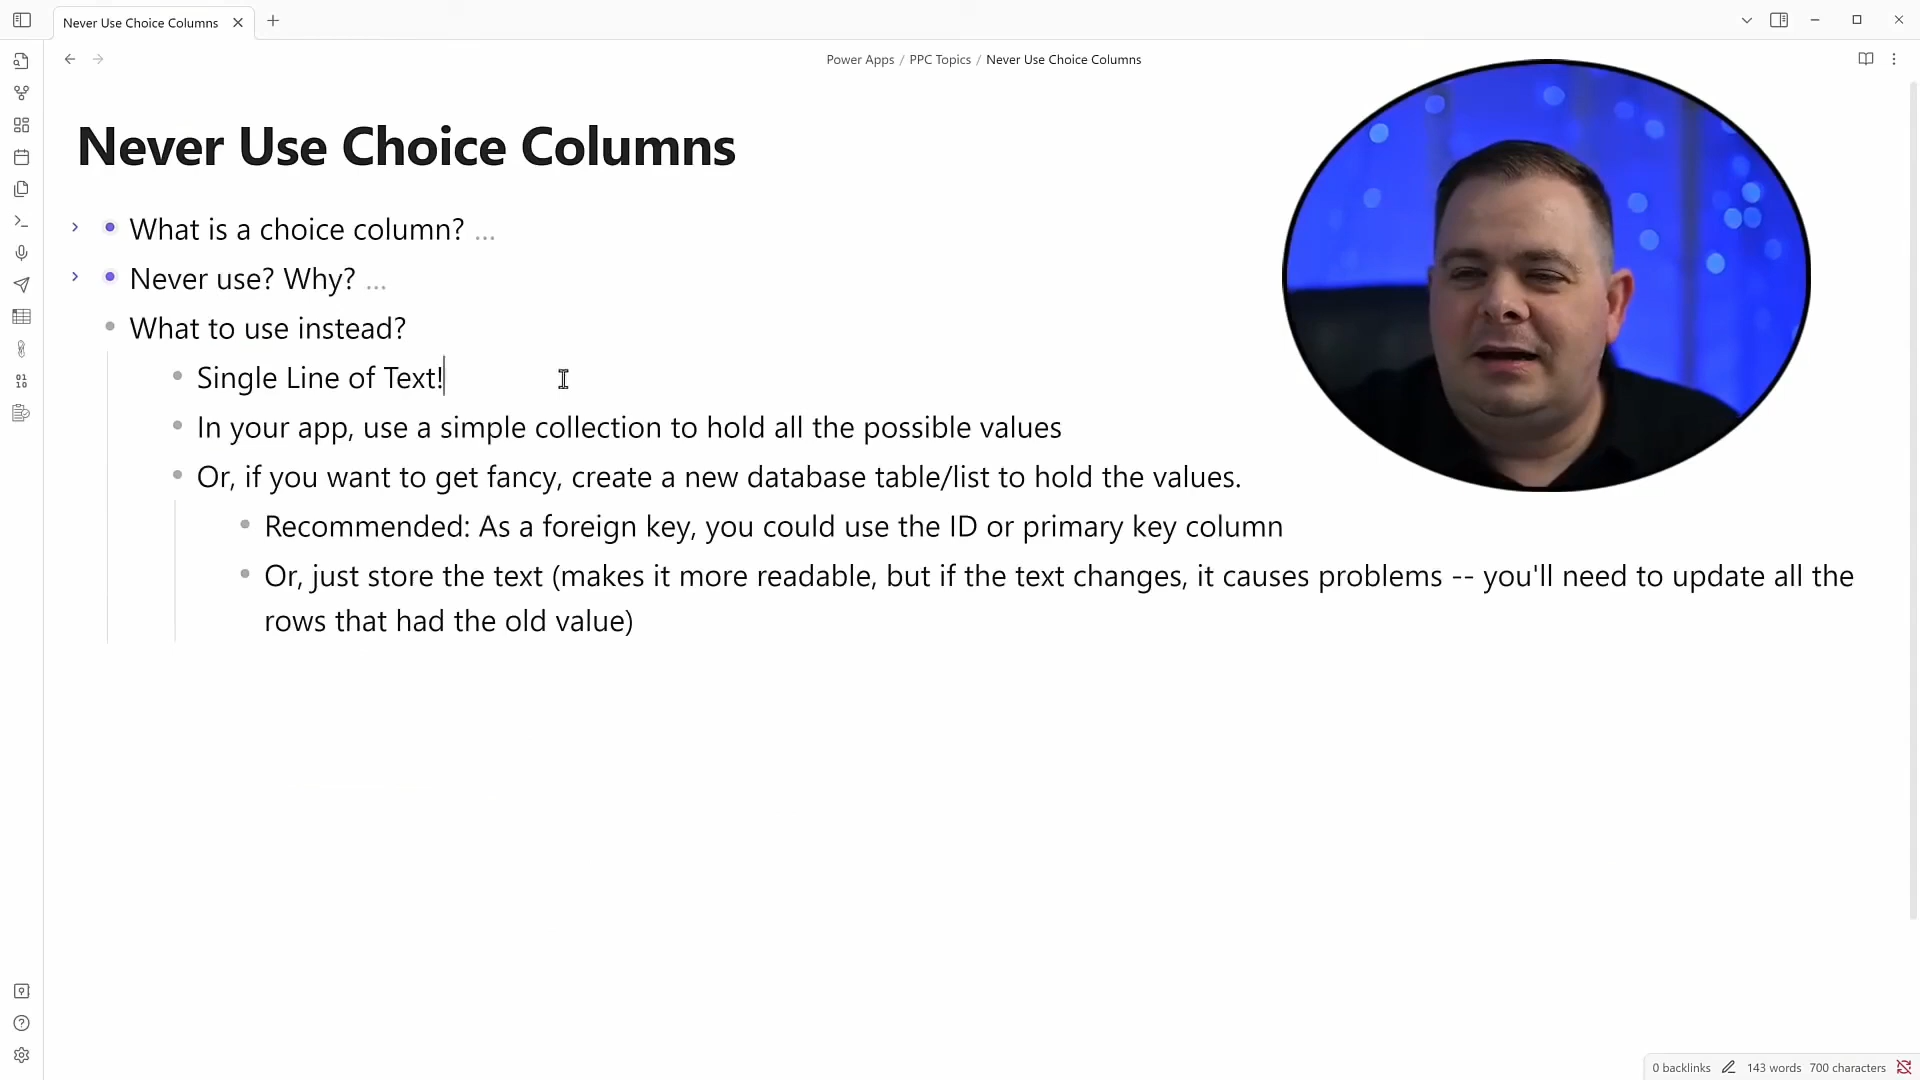 Never Use Choice Columns
Power Apps / PPC Topics / Never Use Choice Columns
Never Use Choice Columns
What is a choice column? ...
Never use? Why? ...
What to use instead?
Single Line of Text!
In your app, use a simple collection to hold all the possible values
Or, if you want to get fancy, create a new database table/list to hold the values.
Recommended: As a foreign key, you could use the ID or primary key column
Or, just store the text (makes it more readable, but if the text changes, it causes problems -- you'll need to update all the
rows that had the old value)
0 backlinks 143 words 700 characters